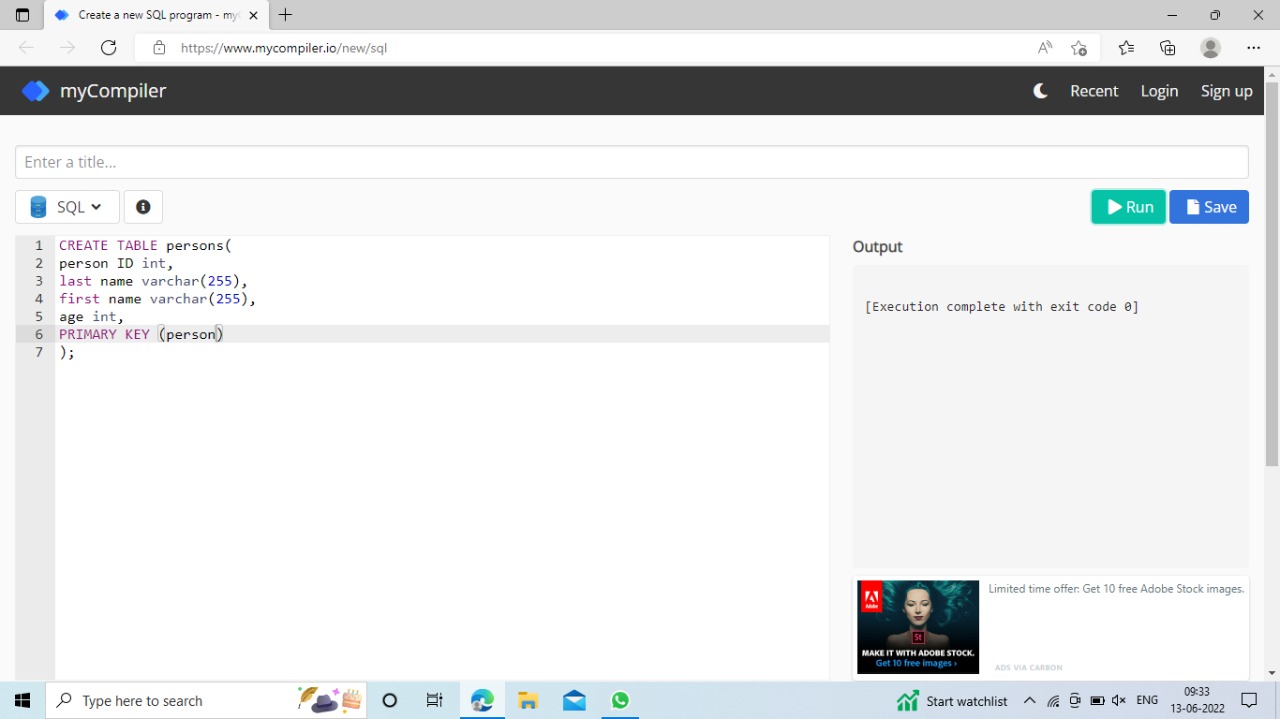 Create a new SQL program - my
https://www.mycompiler.io/new/sql
myCompiler
Recent
Login
Sign up
Enter a title...
SQL
Run
Save
1 CREATE TABLE persons(
2 person ID int,
3 last name varchar(255),
4 first name varchar(255),
5 age int,
6 PRIMARY KEY (person)
7 );
Output
[Execution complete with exit code 0]
Adobe
St
MAKE IT WITH ADOBE STOCK.
Get 10 free images ›
Limited time offer: Get 10 free Adobe Stock images.
ADS VIA CARBON
Type here to search
Start watchlist
ENG
09:33
13-06-2022